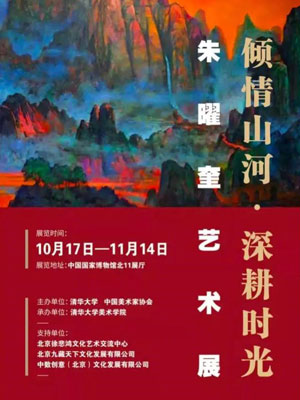 倾情山河·深耕时光
朱曜奎艺术展
展览时间：
10月17日—11月14日
展览地址：中国国家博物馆北11展厅
主办单位：清华大学 中国美术家协会
承办单位：清华大学美术学院
支持单位：
北京徐悲鸿文化艺术交流中心
北京九藏天下文化发展有限公司
中数创意（北京）文化发展有限公司